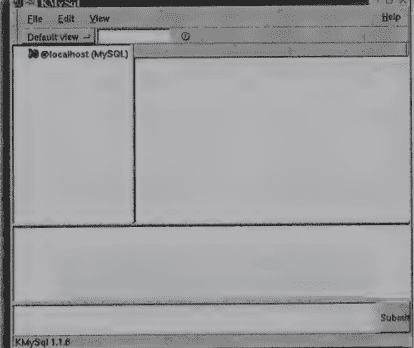 KMySql
File Edit View Help
Default view
@localhost (MySQL)
Submit
KMySql 1.1.6